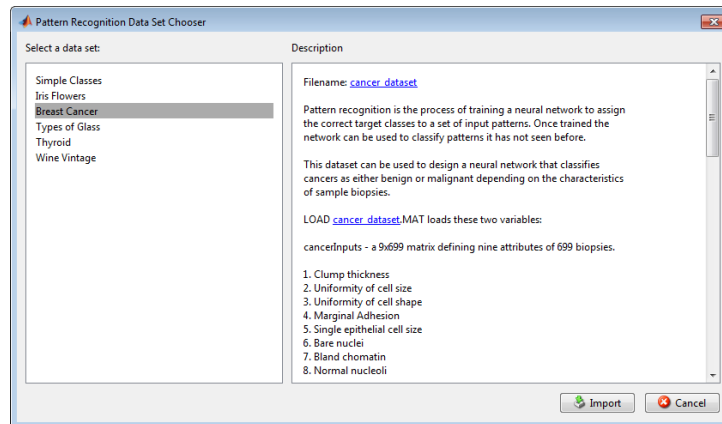 Pattern Recognition Data Set Chooser
Select a data set:
Simple Classes
Iris Flowers
Breast Cancer
Types of Glass
Thyroid
Wine Vintage
Description
Filename: cancer_dataset
Pattern recognition is the process of training a neural network to assign
the correct target classes to a set of input patterns. Once trained the
network can be used to classify patterns it has not seen before.
This dataset can be used to design a neural network that classifies
cancers as either benign or malignant depending on the characteristics
of sample biopsies.
LOAD cancer_dataset.MAT loads these two variables:
cancerInputs - a 9x699 matrix defining nine attributes of 699 biopsies.
1. Clump thickness
2. Uniformity of cell size
3. Uniformity of cell shape
4. Marginal Adhesion
5. Single epithelial cell size
6. Bare nuclei
7. Bland chomatin
8. Normal nucleoli
Import
Cancel